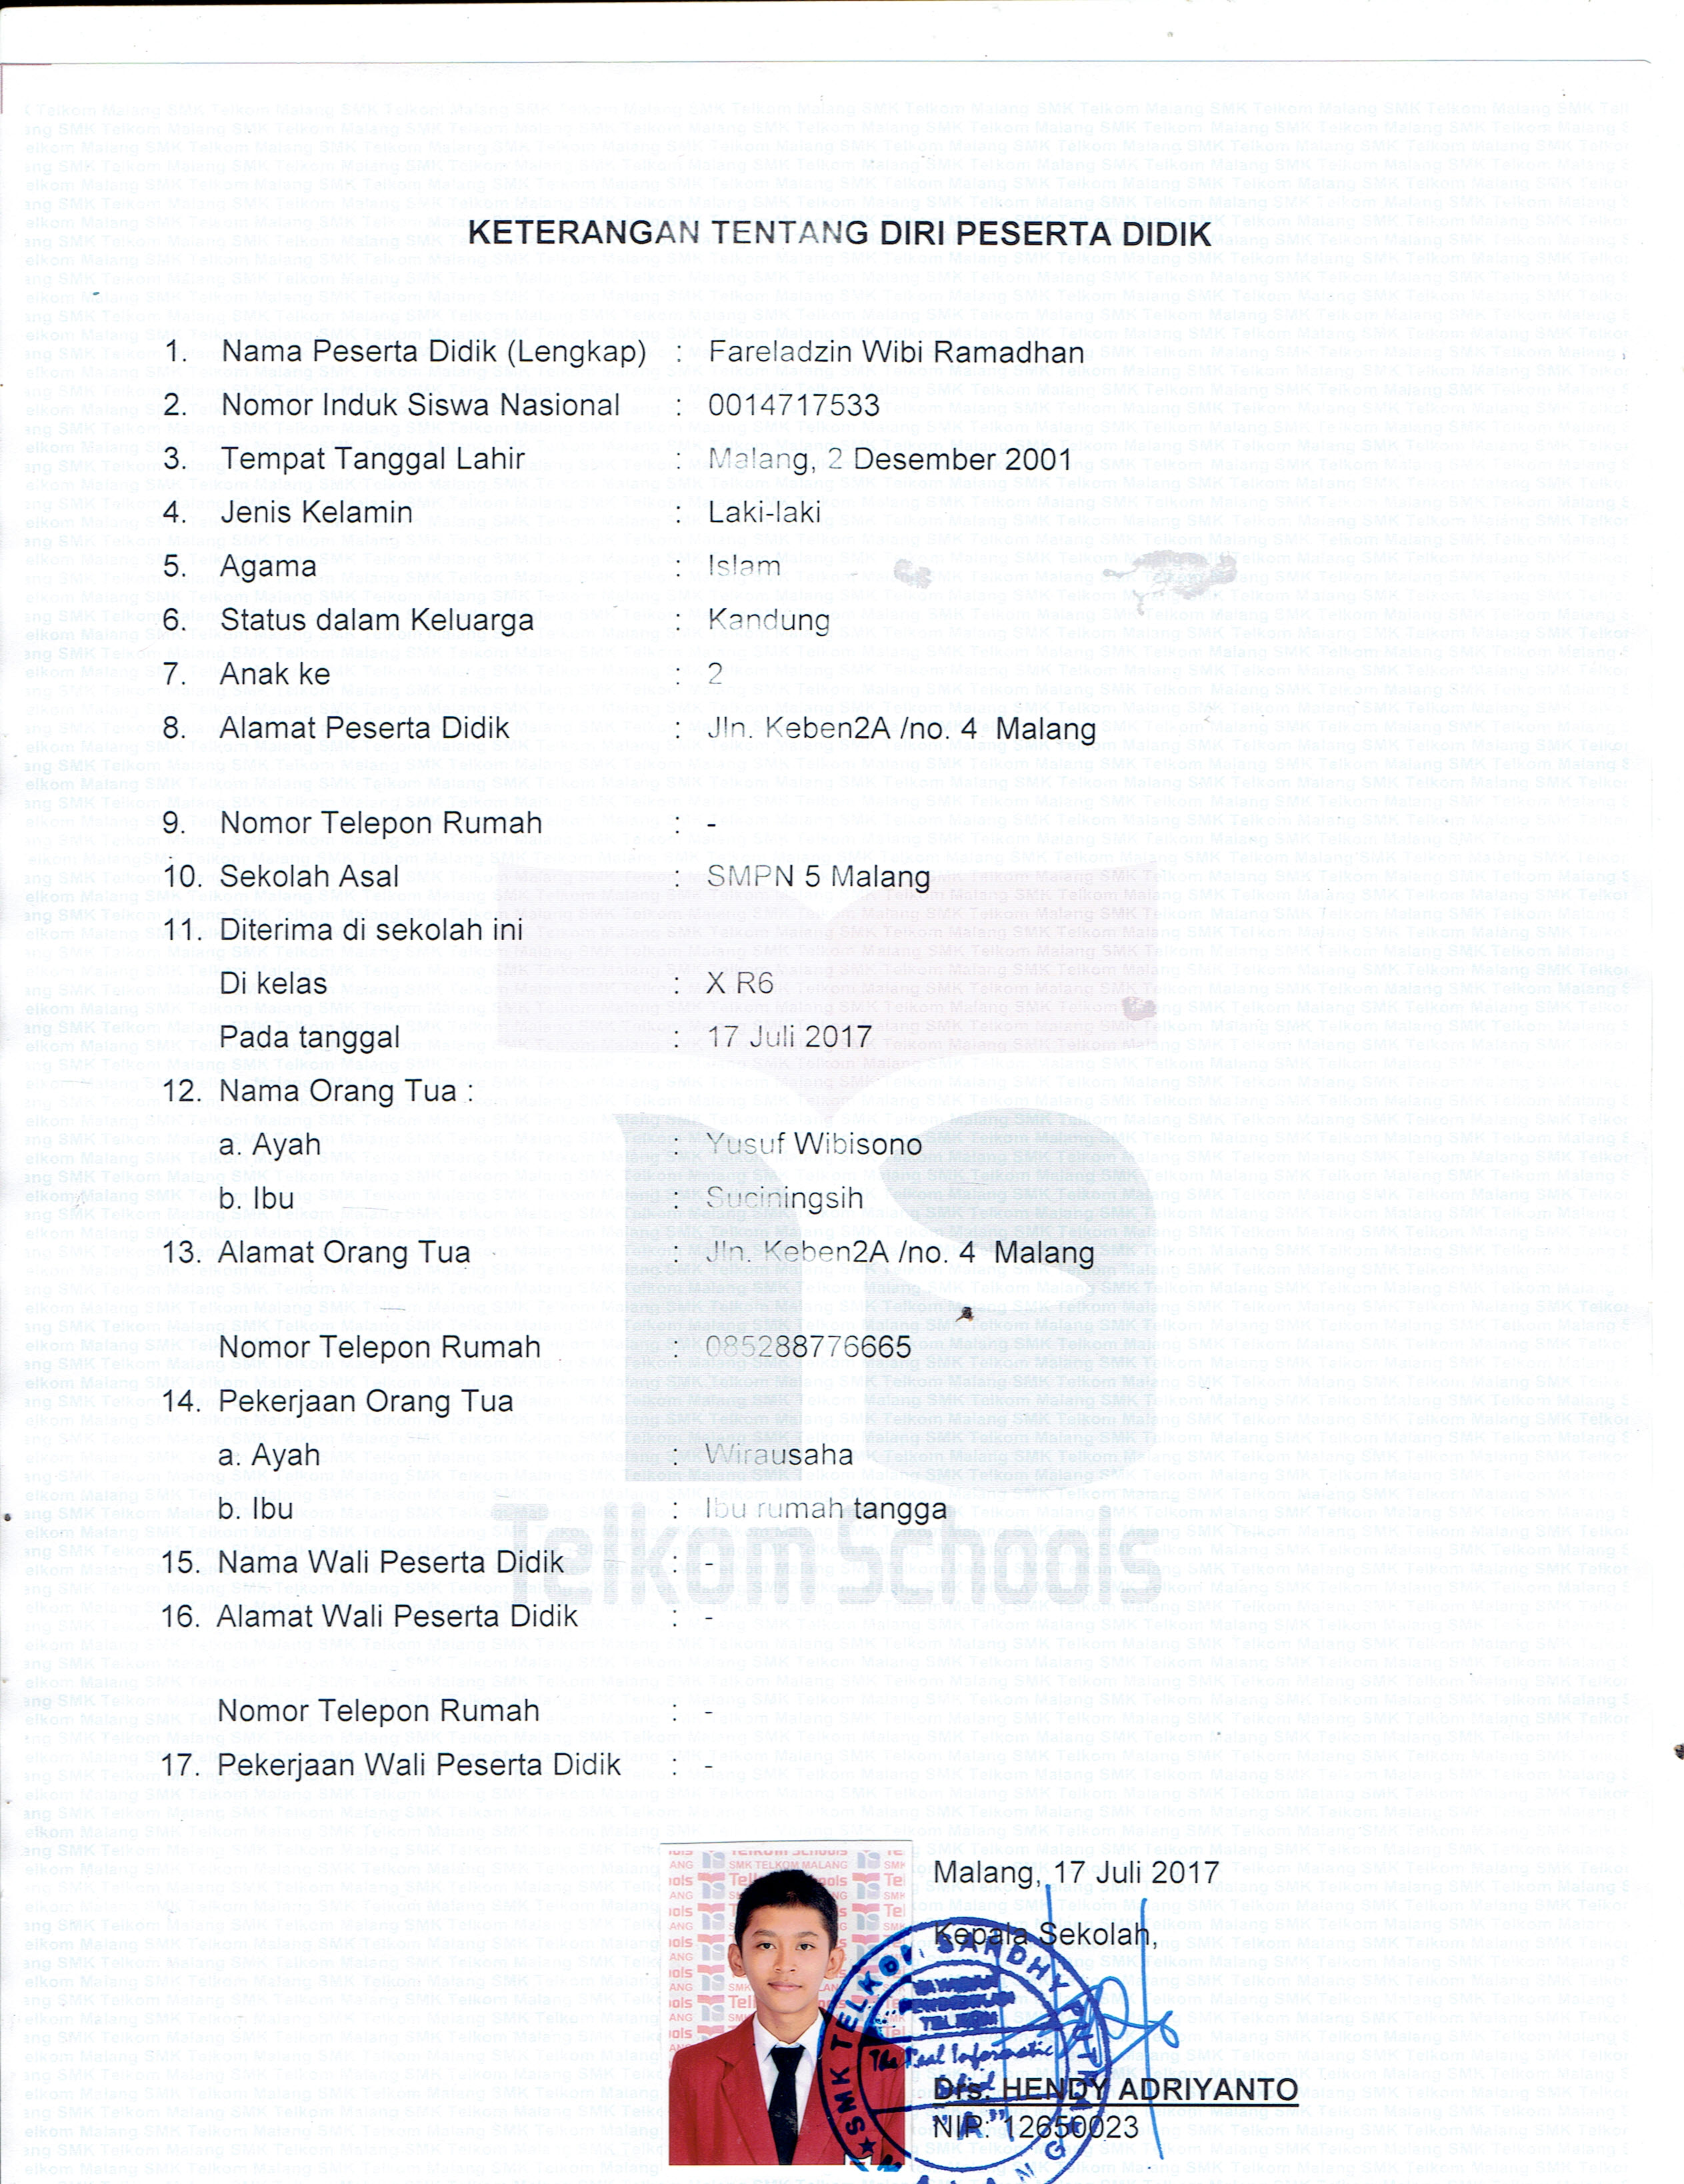 KETERANGAN TENTANG DIRI PESERTA DIDIK
1. Nama Peserta Didik (Lengkap) : Fareladzin Wibi Ramadhan
2. Nomor Induk Siswa Nasional : 0014717533
3. Tempat Tanggal Lahir : Malang, 2 Desember 2001
4. Jenis Kelamin : Laki-laki
5. Agama : Islam
6. Status dalam Keluarga : Kandung
7. Anak ke : 2
8. Alamat Peserta Didik : Jln. Keben2A /no. 4 Malang
9. Nomor Telepon Rumah : -
10. Sekolah Asal : SMPN 5 Malang
11. Diterima di sekolah ini
Di kelas : X R6
Pada tanggal : 17 Juli 2017
12. Nama Orang Tua :
a. Ayah : Yusuf Wibisono
b. Ibu : Suciningsih
13. Alamat Orang Tua : Jln. Keben2A /no. 4 Malang
Nomor Telepon Rumah : 085288776665
14. Pekerjaan Orang Tua
a. Ayah : Wirausaha
b. Ibu : Ibu rumah tangga
Telkom Schools
15. Nama Wali Peserta Didik : -
16. Alamat Wali Peserta Didik : -
Nomor Telepon Rumah : -
17. Pekerjaan Wali Peserta Didik : -
Malang, 17 Juli 2017
Kepala Sekolah,
SMK TELKOM SANDHY PUTRA
The Real Informatics
Drs. HENDY ADRIYANTO
NIP. 12650023